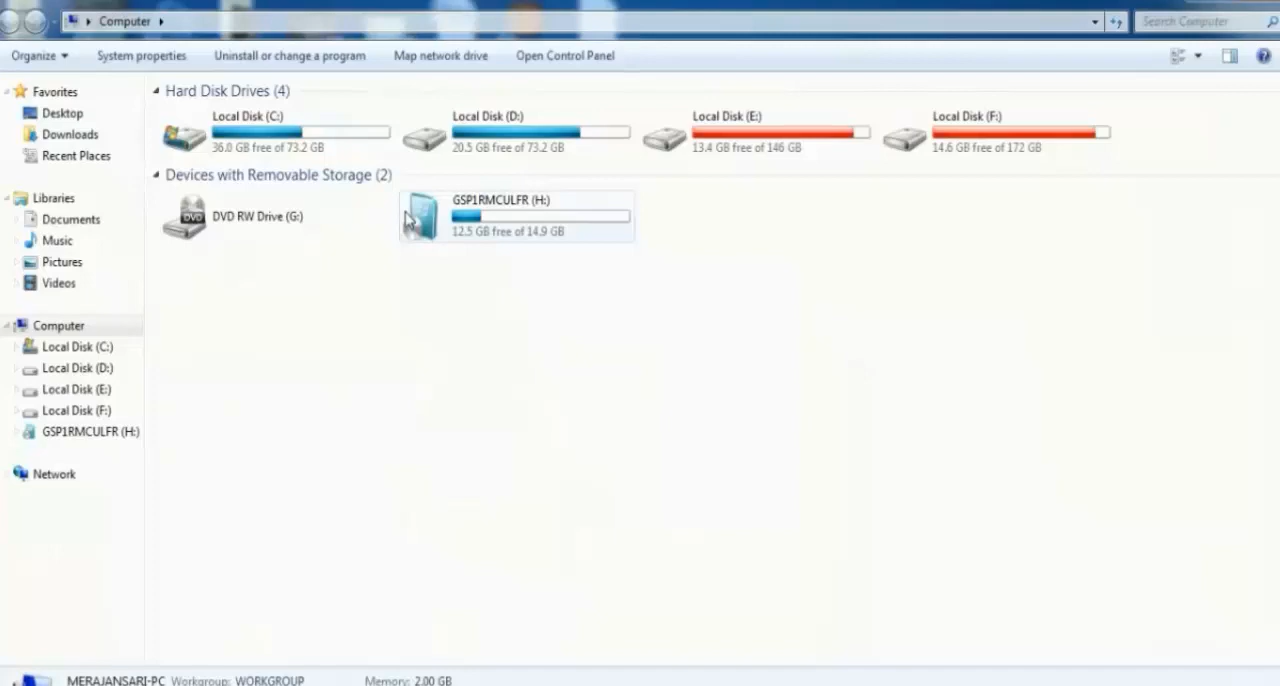 Computer
Search Computer
Organize
System properties
Uninstall or change a program
Map network drive
Open Control Panel
Favorites
Desktop
Downloads
Recent Places
Libraries
Documents
Music
Pictures
Videos
Computer
Local Disk (C:)
Local Disk (D:)
Local Disk (E:)
Local Disk (F:)
GSP1RMCULFR (H:)
Network
Hard Disk Drives (4)
Local Disk (C:)
36.0 GB free of 73.2 GB
Local Disk (D:)
20.5 GB free of 73.2 GB
Local Disk (E:)
13.4 GB free of 146 GB
Local Disk (F:)
14.6 GB free of 172 GB
Devices with Removable Storage (2)
DVD
DVD RW Drive (G:)
GSP1RMCULFR (H:)
12.5 GB free of 14.9 GB
MERAJANSARI-PC Workgroup: WORKGROUP Memory: 2.00 GB